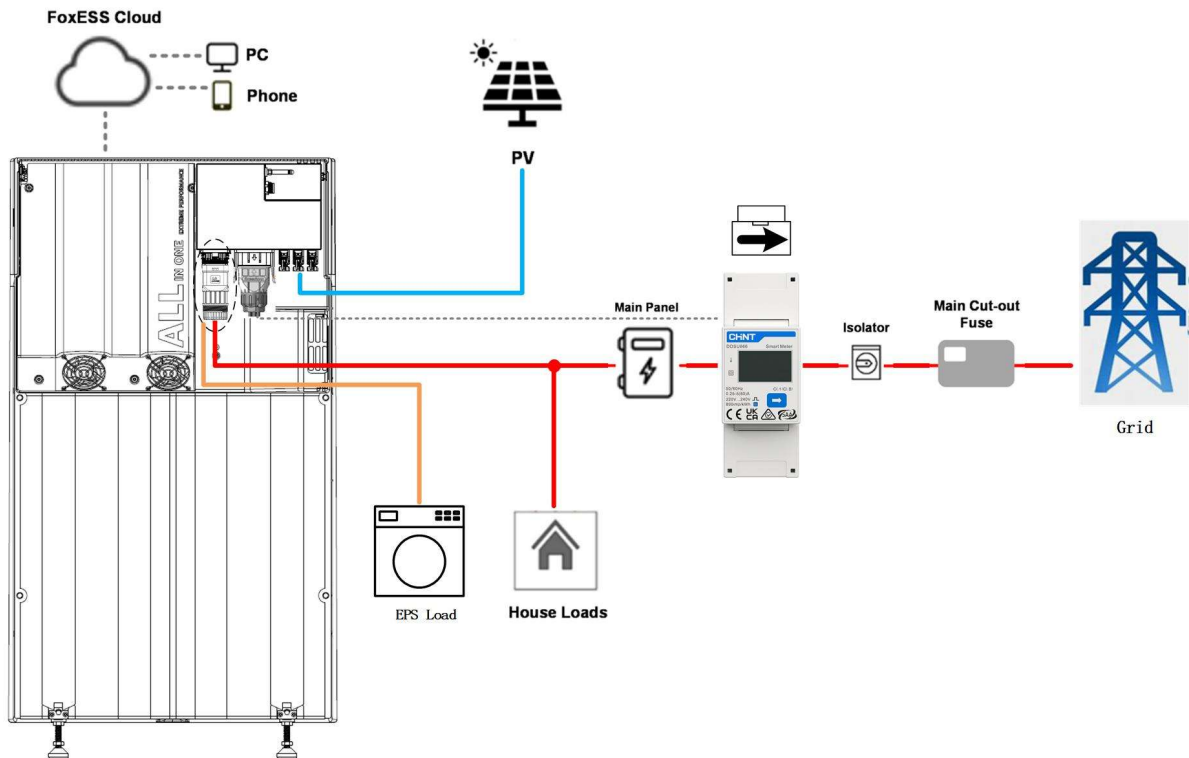 FoxESS Cloud
PC
Phone
PV
ALL IN ONE EXTREME PERFORMANCE
Main Panel
CHNT
Smart Meter
Isolator
Main Cut-out
Fuse
Grid
EPS Load
House Loads